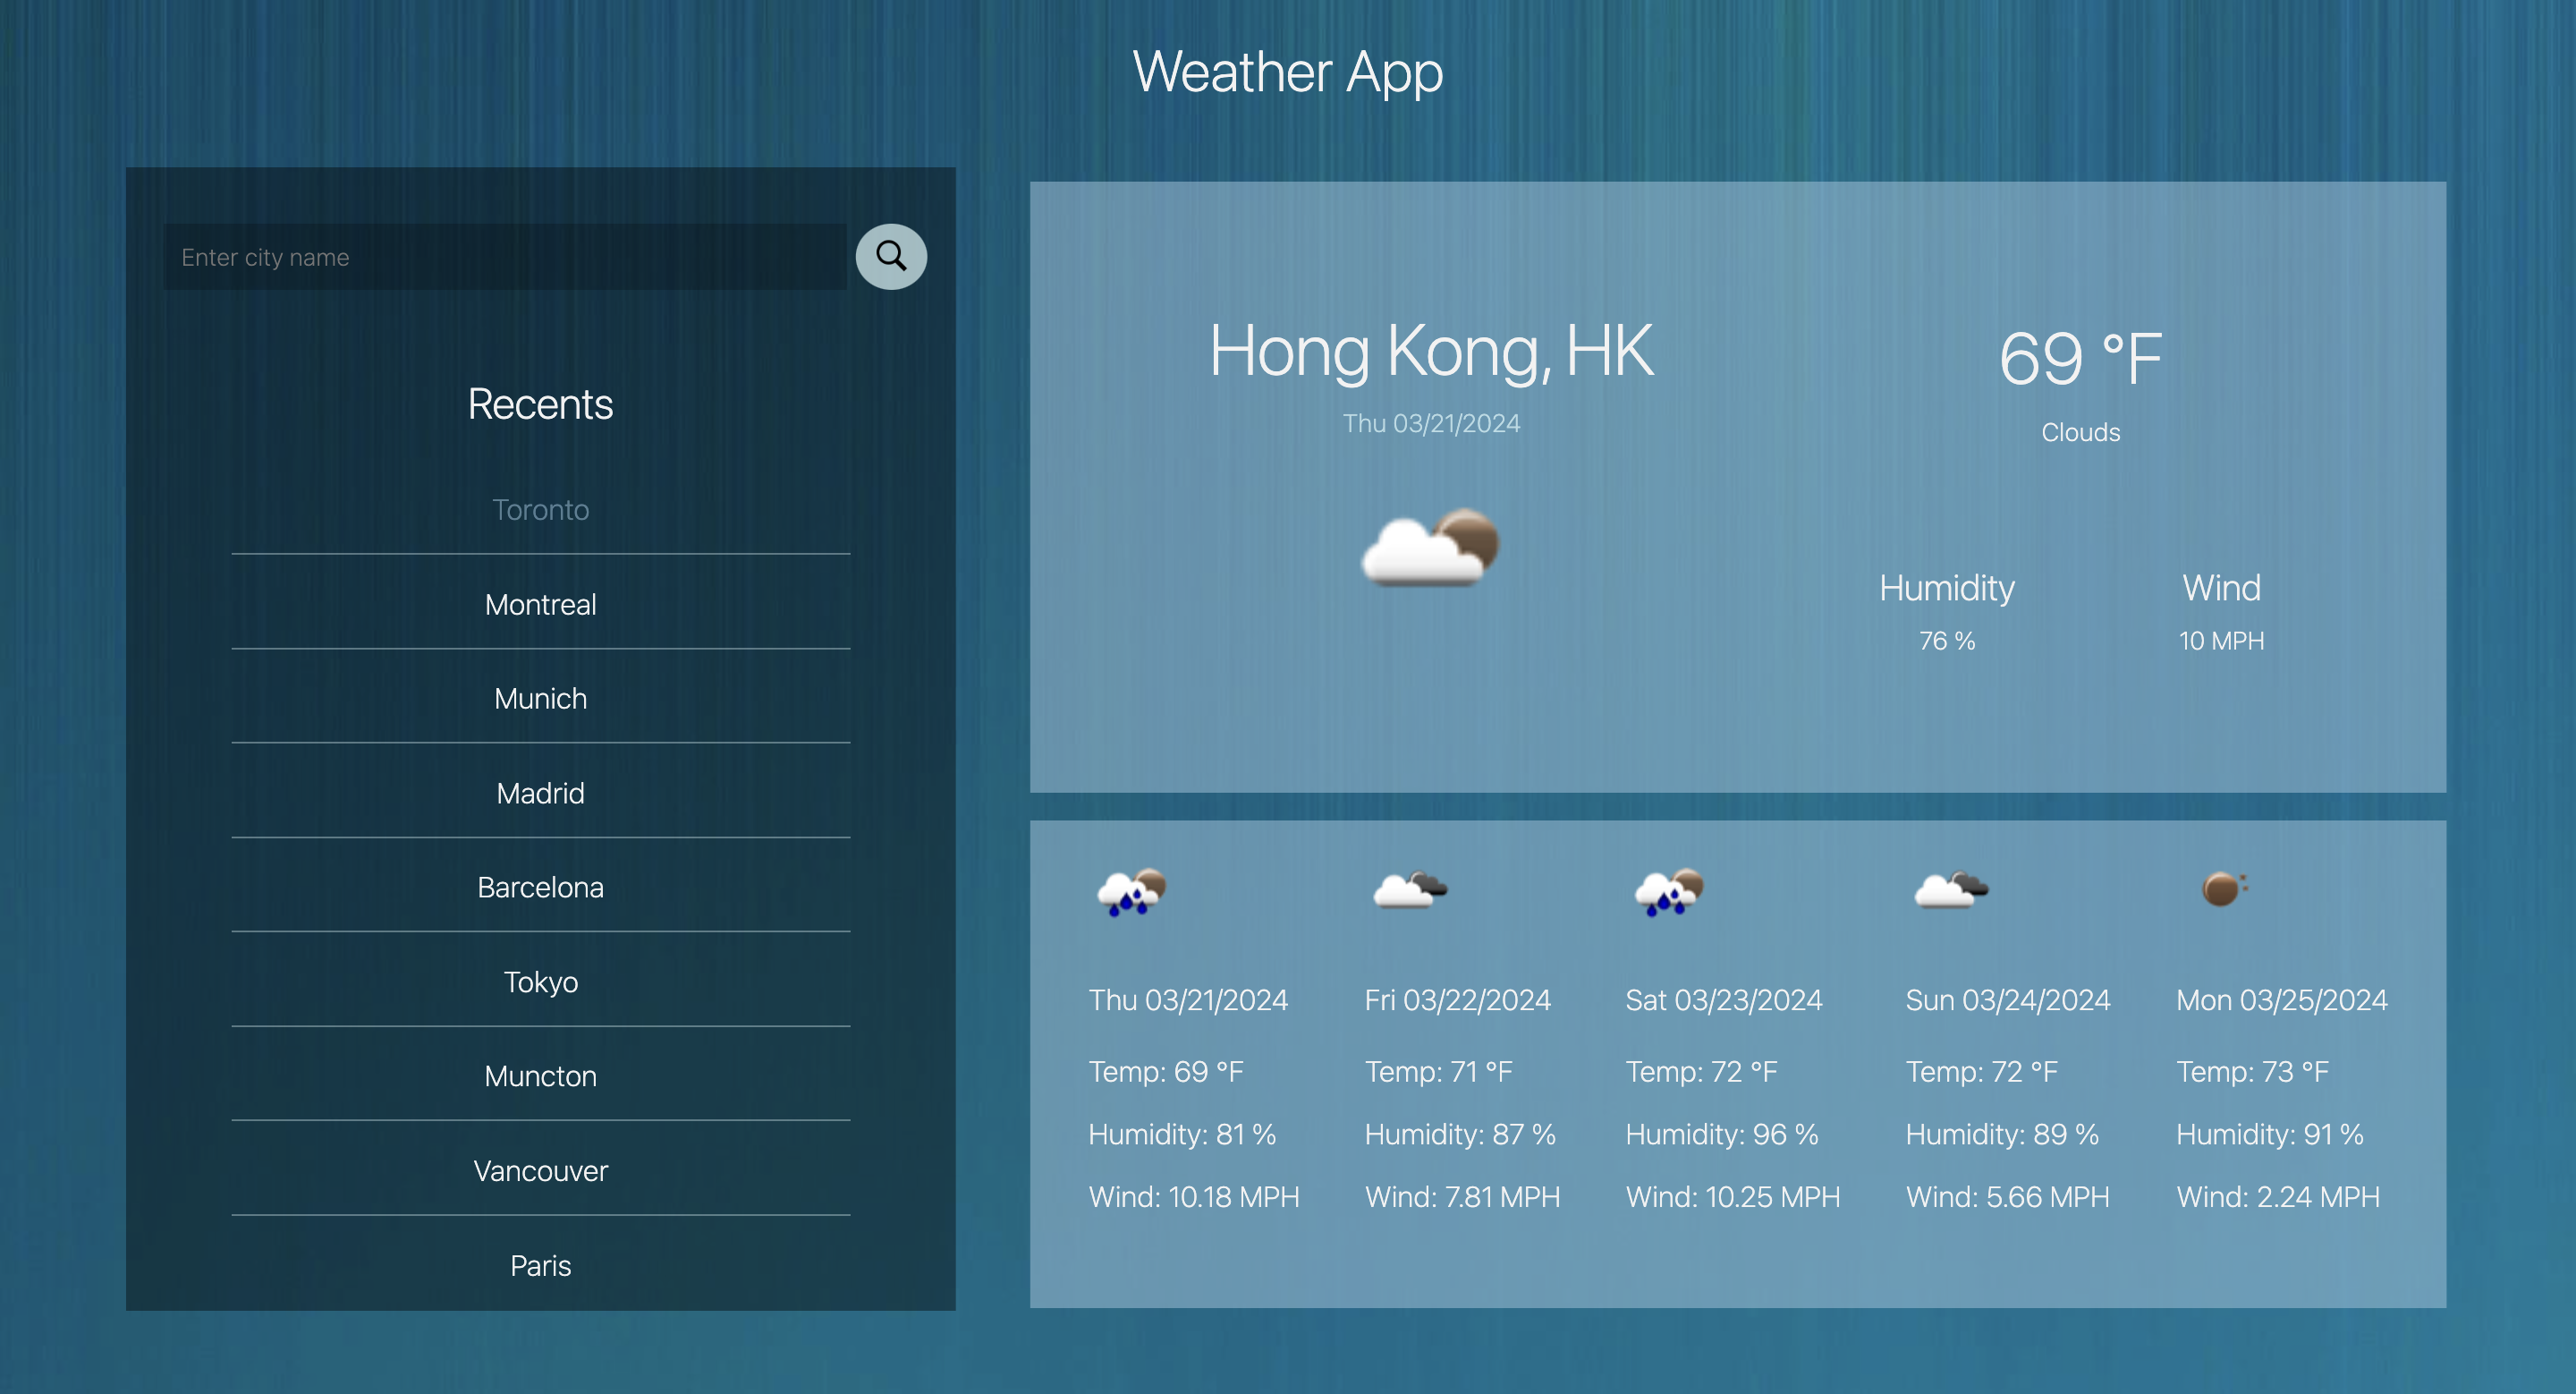 Weather App
Enter city name
Recents
Toronto
Montreal
Munich
Madrid
Barcelona
Tokyo
Muncton
Vancouver
Paris
Hong Kong, HK
Thu 03/21/2024
69 °F
Clouds
Humidity
76 %
Wind
10 MPH
Thu 03/21/2024
Temp: 69 °F
Humidity: 81 %
Wind: 10.18 MPH
Fri 03/22/2024
Temp: 71 °F
Humidity: 87 %
Wind: 7.81 MPH
Sat 03/23/2024
Temp: 72 °F
Humidity: 96 %
Wind: 10.25 MPH
Sun 03/24/2024
Temp: 72 °F
Humidity: 89 %
Wind: 5.66 MPH
Mon 03/25/2024
Temp: 73 °F
Humidity: 91 %
Wind: 2.24 MPH